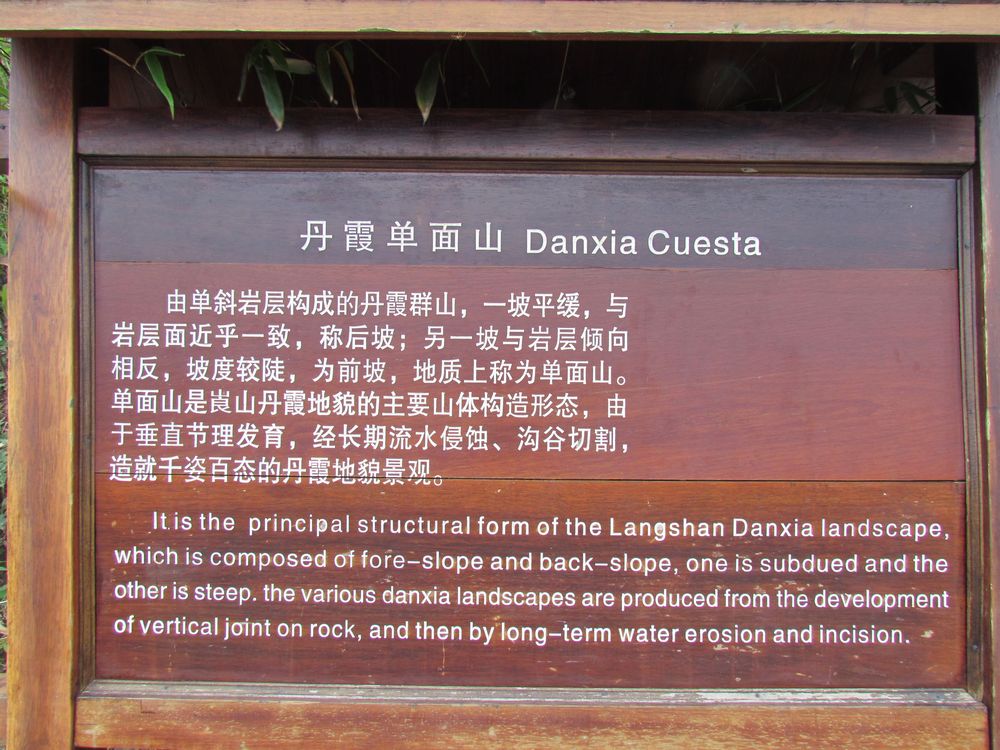 丹霞单面山 Danxia Cuesta
由单斜岩层构成的丹霞群山，一坡平缓，与
岩层面近乎一致，称后坡；另一坡与岩层倾向
相反，坡度较陡，为前坡，地质上称为单面山。
单面山是崀山丹霞地貌的主要山体构造形态，由
于垂直节理发育，经长期流水侵蚀、沟谷切割，
造就千姿百态的丹霞地貌景观。
It is the principal structural form of the Langshan Danxia landscape,
which is composed of fore-slope and back-slope, one is subdued and the
other is steep. the various danxia landscapes are produced from the development
of vertical joint on rock, and then by long-term water erosion and incision.